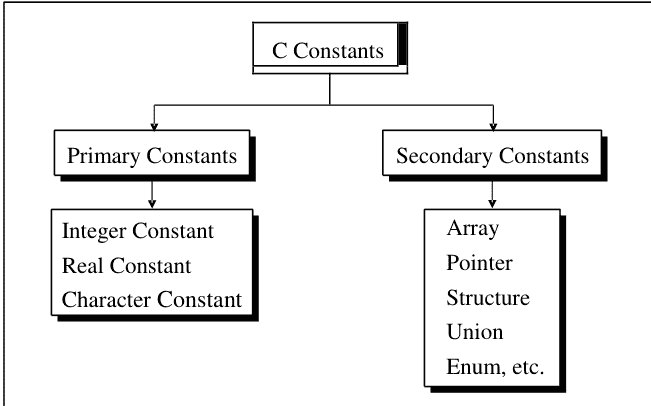 C Constants
Primary Constants
Secondary Constants
Integer Constant
Real Constant
Character Constant
Array
Pointer
Structure
Union
Enum, etc.